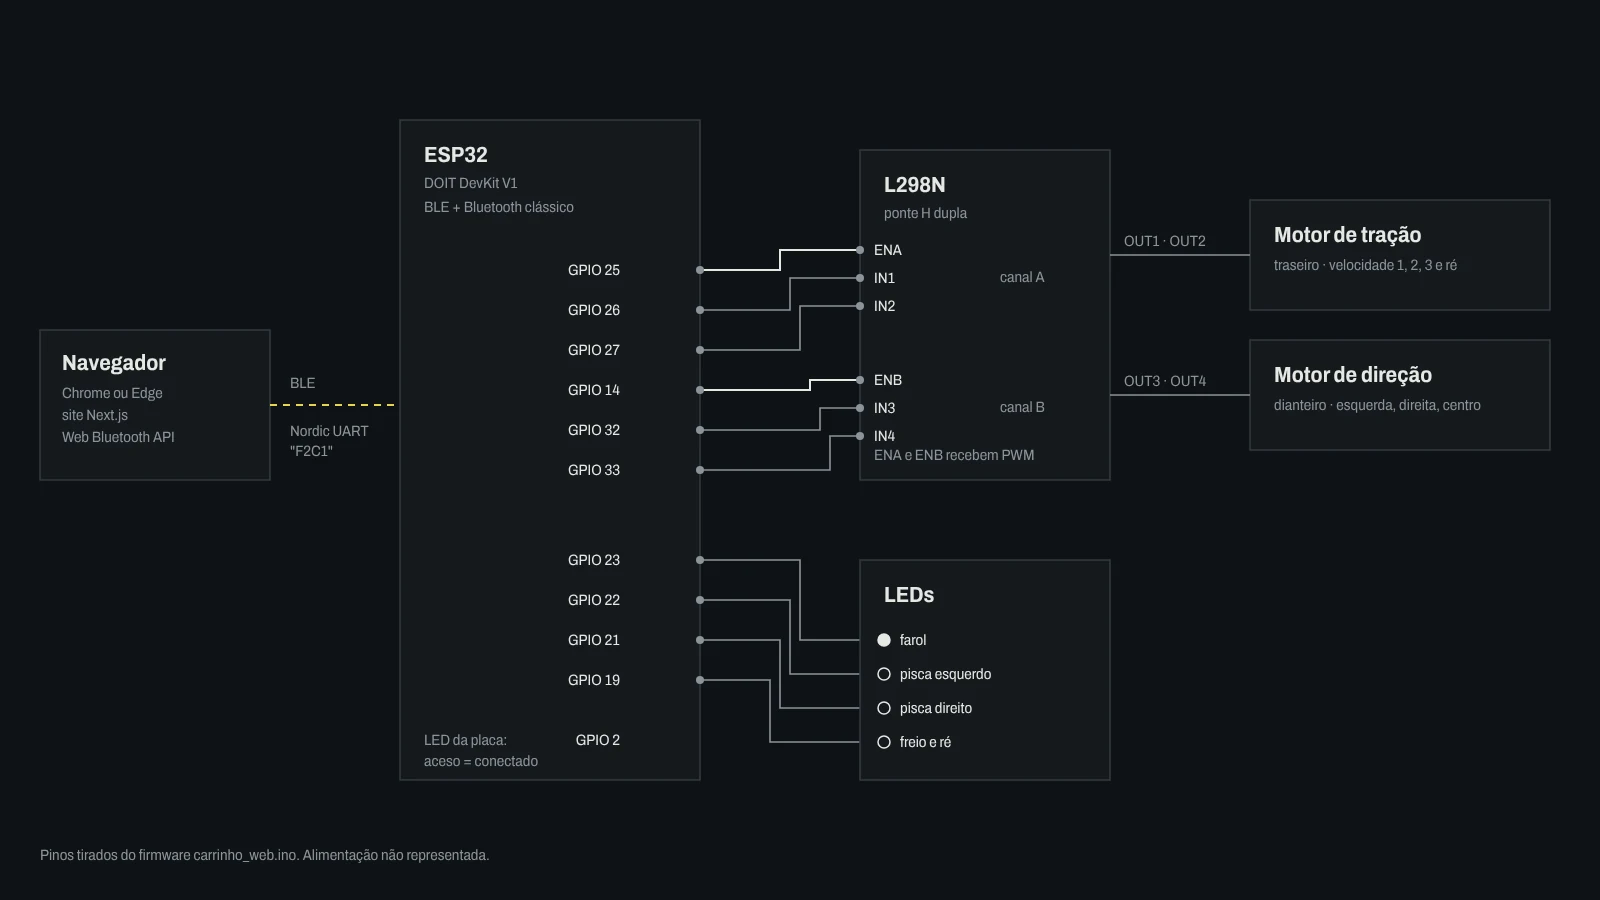 ESP32
DOIT DevKit V1
BLE + Bluetooth clássico
GPIO 25
GPIO 26
GPIO 27
GPIO 14
GPIO 32
GPIO 33
GPIO 23
GPIO 22
GPIO 21
GPIO 19
LED da placa:
GPIO 2
aceso = conectado
Navegador
Chrome ou Edge
site Next.js
Web Bluetooth API
BLE
Nordic UART
"F2C1"
L298N
ponte H dupla
ENA
IN1
canal A
IN2
ENB
IN3
canal B
IN4
ENA e ENB recebem PWM
OUT1 · OUT2
OUT3 · OUT4
Motor de tração
traseiro · velocidade 1, 2, 3 e ré
Motor de direção
dianteiro · esquerda, direita, centro
LEDs
farol
pisca esquerdo
pisca direito
freio e ré
Pinos tirados do firmware carrinho_web.ino. Alimentação não representada.